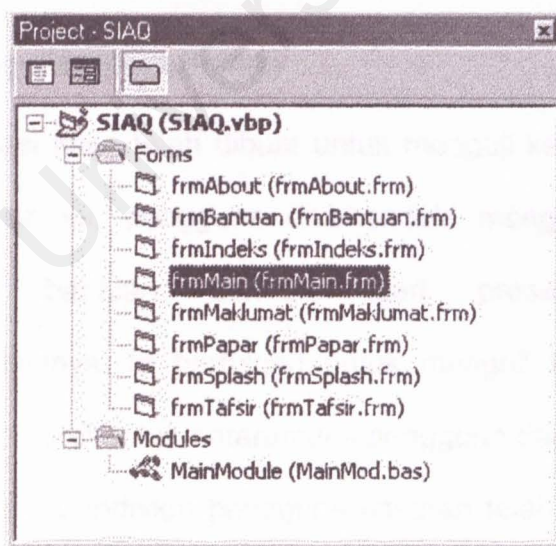 Project - SIAQ
SIAQ (SIAQ.vbp)
Forms
frmAbout (frmAbout.frm)
frmBantuan (frmBantuan.frm)
frmIndeks (frmIndeks.frm)
frmMain (frmMain.frm)
frmMaklumat (frmMaklumat.frm)
frmPapar (frmPapar.frm)
frmSplash (frmSplash.frm)
frmTafsir (frmTafsir.frm)
Modules
MainModule (MainMod.bas)